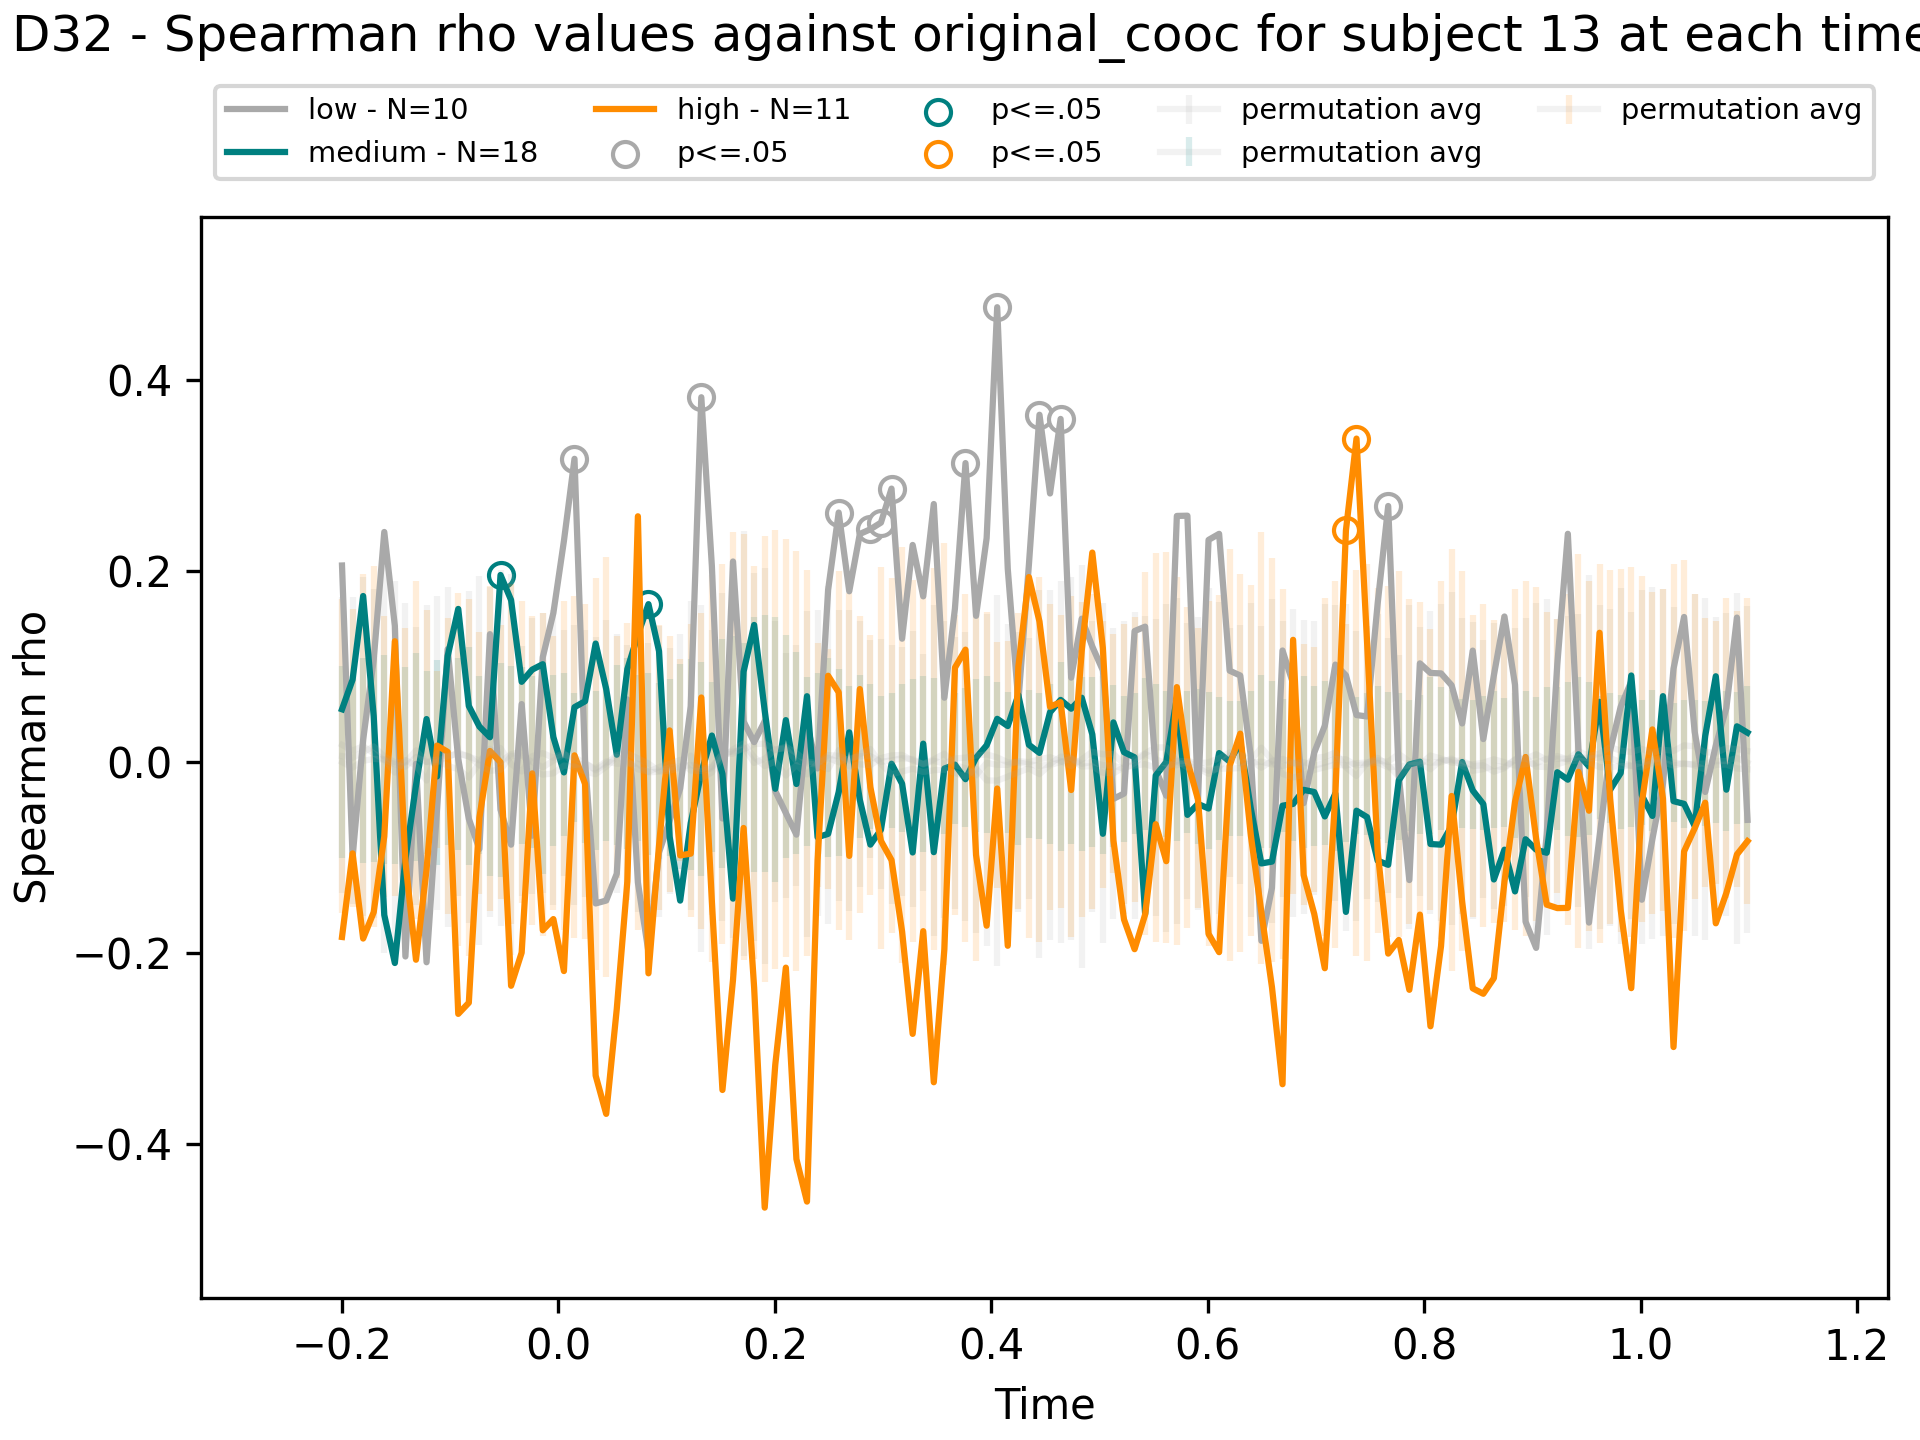 D32 - Spearman rho values against original_cooc for subject 13 at each time
low - N=10 high - N=11 p<=.05 permutation avg permutation avg
medium - N=18 p<=.05 p<=.05 permutation avg
Spearman rho
0.4
0.2
0.0
−0.2
−0.4
−0.2 0.0 0.2 0.4 0.6 0.8 1.0 1.2
Time